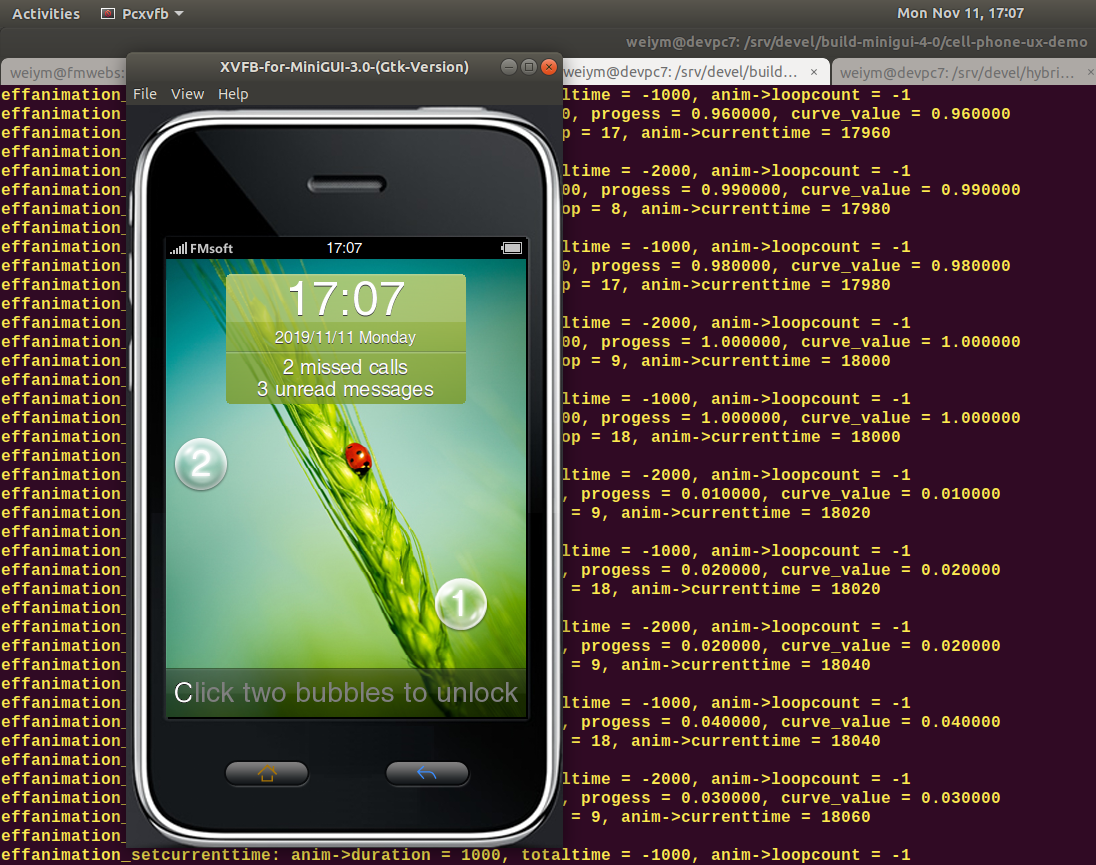 Activities Pcxvfb Mon Nov 11, 17:07
weiym@devpc7: /srv/devel/build-minigui-4-0/cell-phone-ux-demo
weiym@fmwebs: weiym@devpc7: /srv/devel/build… × weiym@devpc7: /srv/devel/hybri… ×
XVFB-for-MiniGUI-3.0-(Gtk-Version)
File View Help
FMsoft 17:07
17:07
2019/11/11 Monday
2 missed calls
3 unread messages
2
1
Click two bubbles to unlock
effanimation_ ltime = -1000, anim->loopcount = -1
effanimation_ 0, progess = 0.960000, curve_value = 0.960000
effanimation_ p = 17, anim->currenttime = 17960
effanimation_
effanimation_ ltime = -2000, anim->loopcount = -1
effanimation_ 00, progess = 0.990000, curve_value = 0.990000
effanimation_ op = 8, anim->currenttime = 17980
effanimation_
effanimation_ ltime = -1000, anim->loopcount = -1
effanimation_ 0, progess = 0.980000, curve_value = 0.980000
effanimation_ p = 17, anim->currenttime = 17980
effanimation_
effanimation_ ltime = -2000, anim->loopcount = -1
effanimation_ 00, progess = 1.000000, curve_value = 1.000000
effanimation_ op = 9, anim->currenttime = 18000
effanimation_
effanimation_ ltime = -1000, anim->loopcount = -1
effanimation_ 00, progess = 1.000000, curve_value = 1.000000
effanimation_ op = 18, anim->currenttime = 18000
effanimation_
effanimation_ ltime = -2000, anim->loopcount = -1
effanimation_ , progess = 0.010000, curve_value = 0.010000
effanimation_ = 9, anim->currenttime = 18020
effanimation_
effanimation_ ltime = -1000, anim->loopcount = -1
effanimation_ , progess = 0.020000, curve_value = 0.020000
effanimation_ = 18, anim->currenttime = 18020
effanimation_
effanimation_ ltime = -2000, anim->loopcount = -1
effanimation_ , progess = 0.020000, curve_value = 0.020000
effanimation_ = 9, anim->currenttime = 18040
effanimation_
effanimation_ ltime = -1000, anim->loopcount = -1
effanimation_ , progess = 0.040000, curve_value = 0.040000
effanimation_ = 18, anim->currenttime = 18040
effanimation_
effanimation_ ltime = -2000, anim->loopcount = -1
effanimation_ , progess = 0.030000, curve_value = 0.030000
effanimation_ = 9, anim->currenttime = 18060
effanimation_
effanimation_setcurrenttime: anim->duration = 1000, totaltime = -1000, anim->loopcount = -1